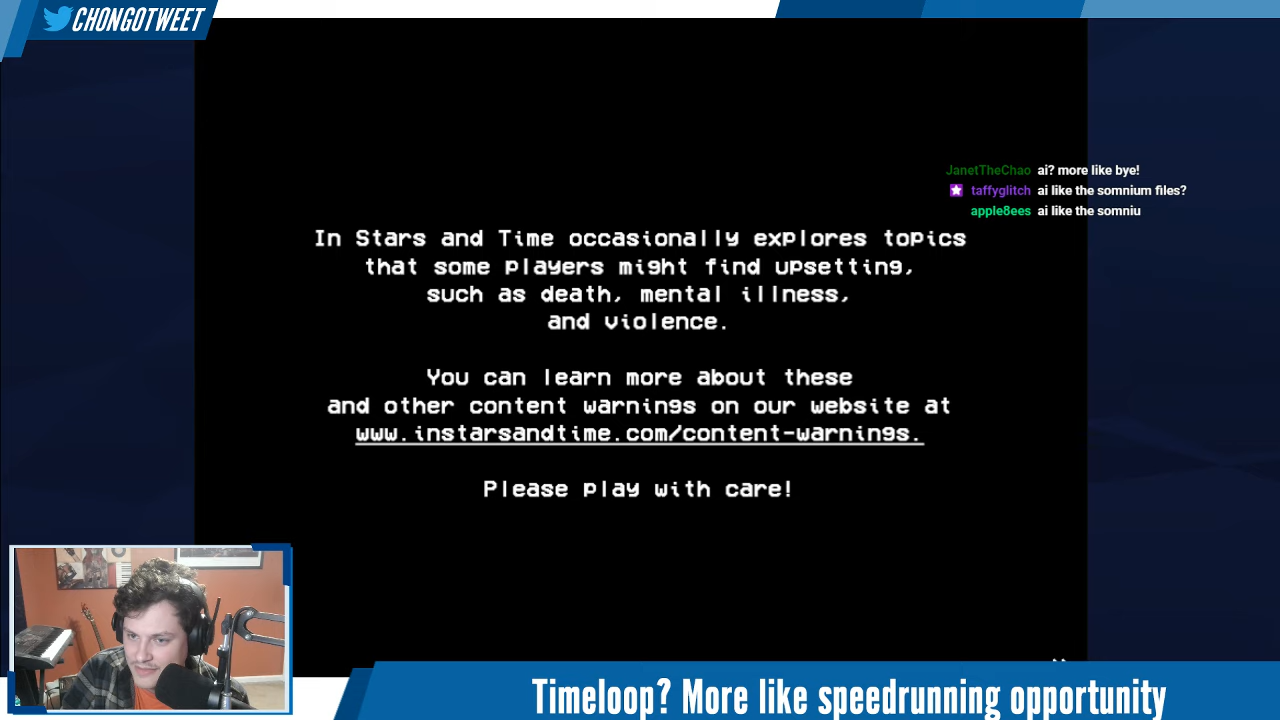 CHONGOTWEET
JanetTheChao ai? more like bye!
taffyglitch ai like the somnium files?
apple8ees ai like the somniu
In Stars and Time occasionally explores topics
that some players might find upsetting,
such as death, mental illness,
and violence.
You can learn more about these
and other content warnings on our website at
www.instarsandtime.com/content-warnings.
Please play with care!
Timeloop? More like speedrunning opportunity